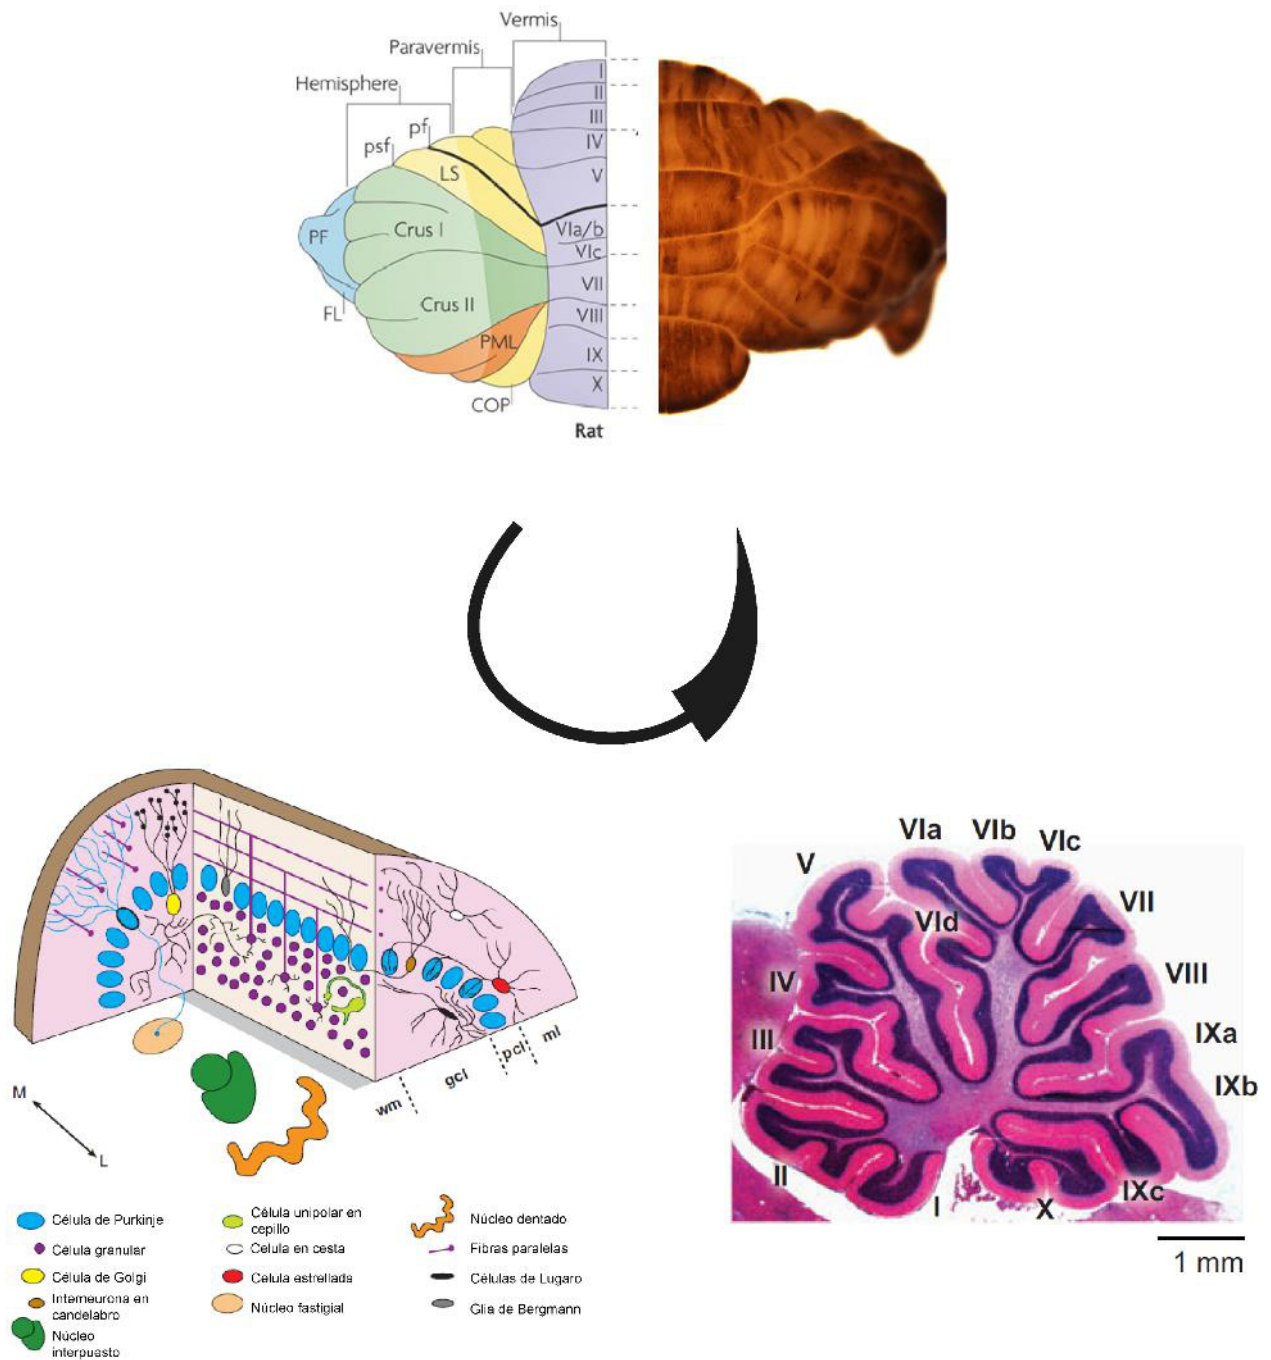 Vermis
Paravermis
Hemisphere
pf
psf
LS
PF
Crus I
FL
Crus II
PML
COP
I
II
III
IV
V
VIa/b
VIc
VII
VIII
IX
X
Rat
M
L
wm
gcl
pcl
ml
Célula de Purkinje
Célula granular
Célula de Golgi
Interneurona en
candelabro
Núcleo
interpuesto
Célula unipolar en
cepillo
Celula en cesta
Celula estrellada
Núcleo fastigial
Núcleo dentado
Fibras paralelas
Células de Lugaro
Glia de Bergmann
VIa
VIb
VIc
V
VII
VId
IV
VIII
III
IXa
IXb
II
I
X
IXc
1 mm